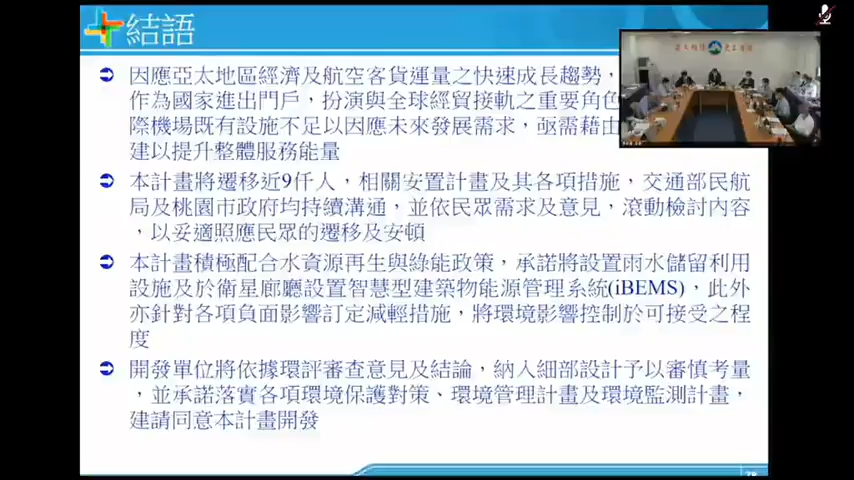 結語
因應亞太地區經濟及航空客貨運量之快速成長趨勢，
作為國家進出門戶，扮演與全球經貿接軌之重要角色
際機場既有設施不足以因應未來發展需求，亟需藉由
建以提升整體服務能量
本計畫將遷移近9仟人，相關安置計畫及其各項措施，交通部民航
局及桃園市政府均持續溝通，並依民眾需求及意見，滾動檢討內容
，以妥適照應民眾的遷移及安頓
本計畫積極配合水資源再生與綠能政策，承諾將設置雨水儲留利用
設施及於衛星廊廳設置智慧型建築物能源管理系統(iBEMS)，此外
亦針對各項負面影響訂定減輕措施，將環境影響控制於可接受之程
度
開發單位將依據環評審查意見及結論，納入細部設計予以審慎考量
，並承諾落實各項環境保護對策、環境管理計畫及環境監測計畫，
建請同意本計畫開發